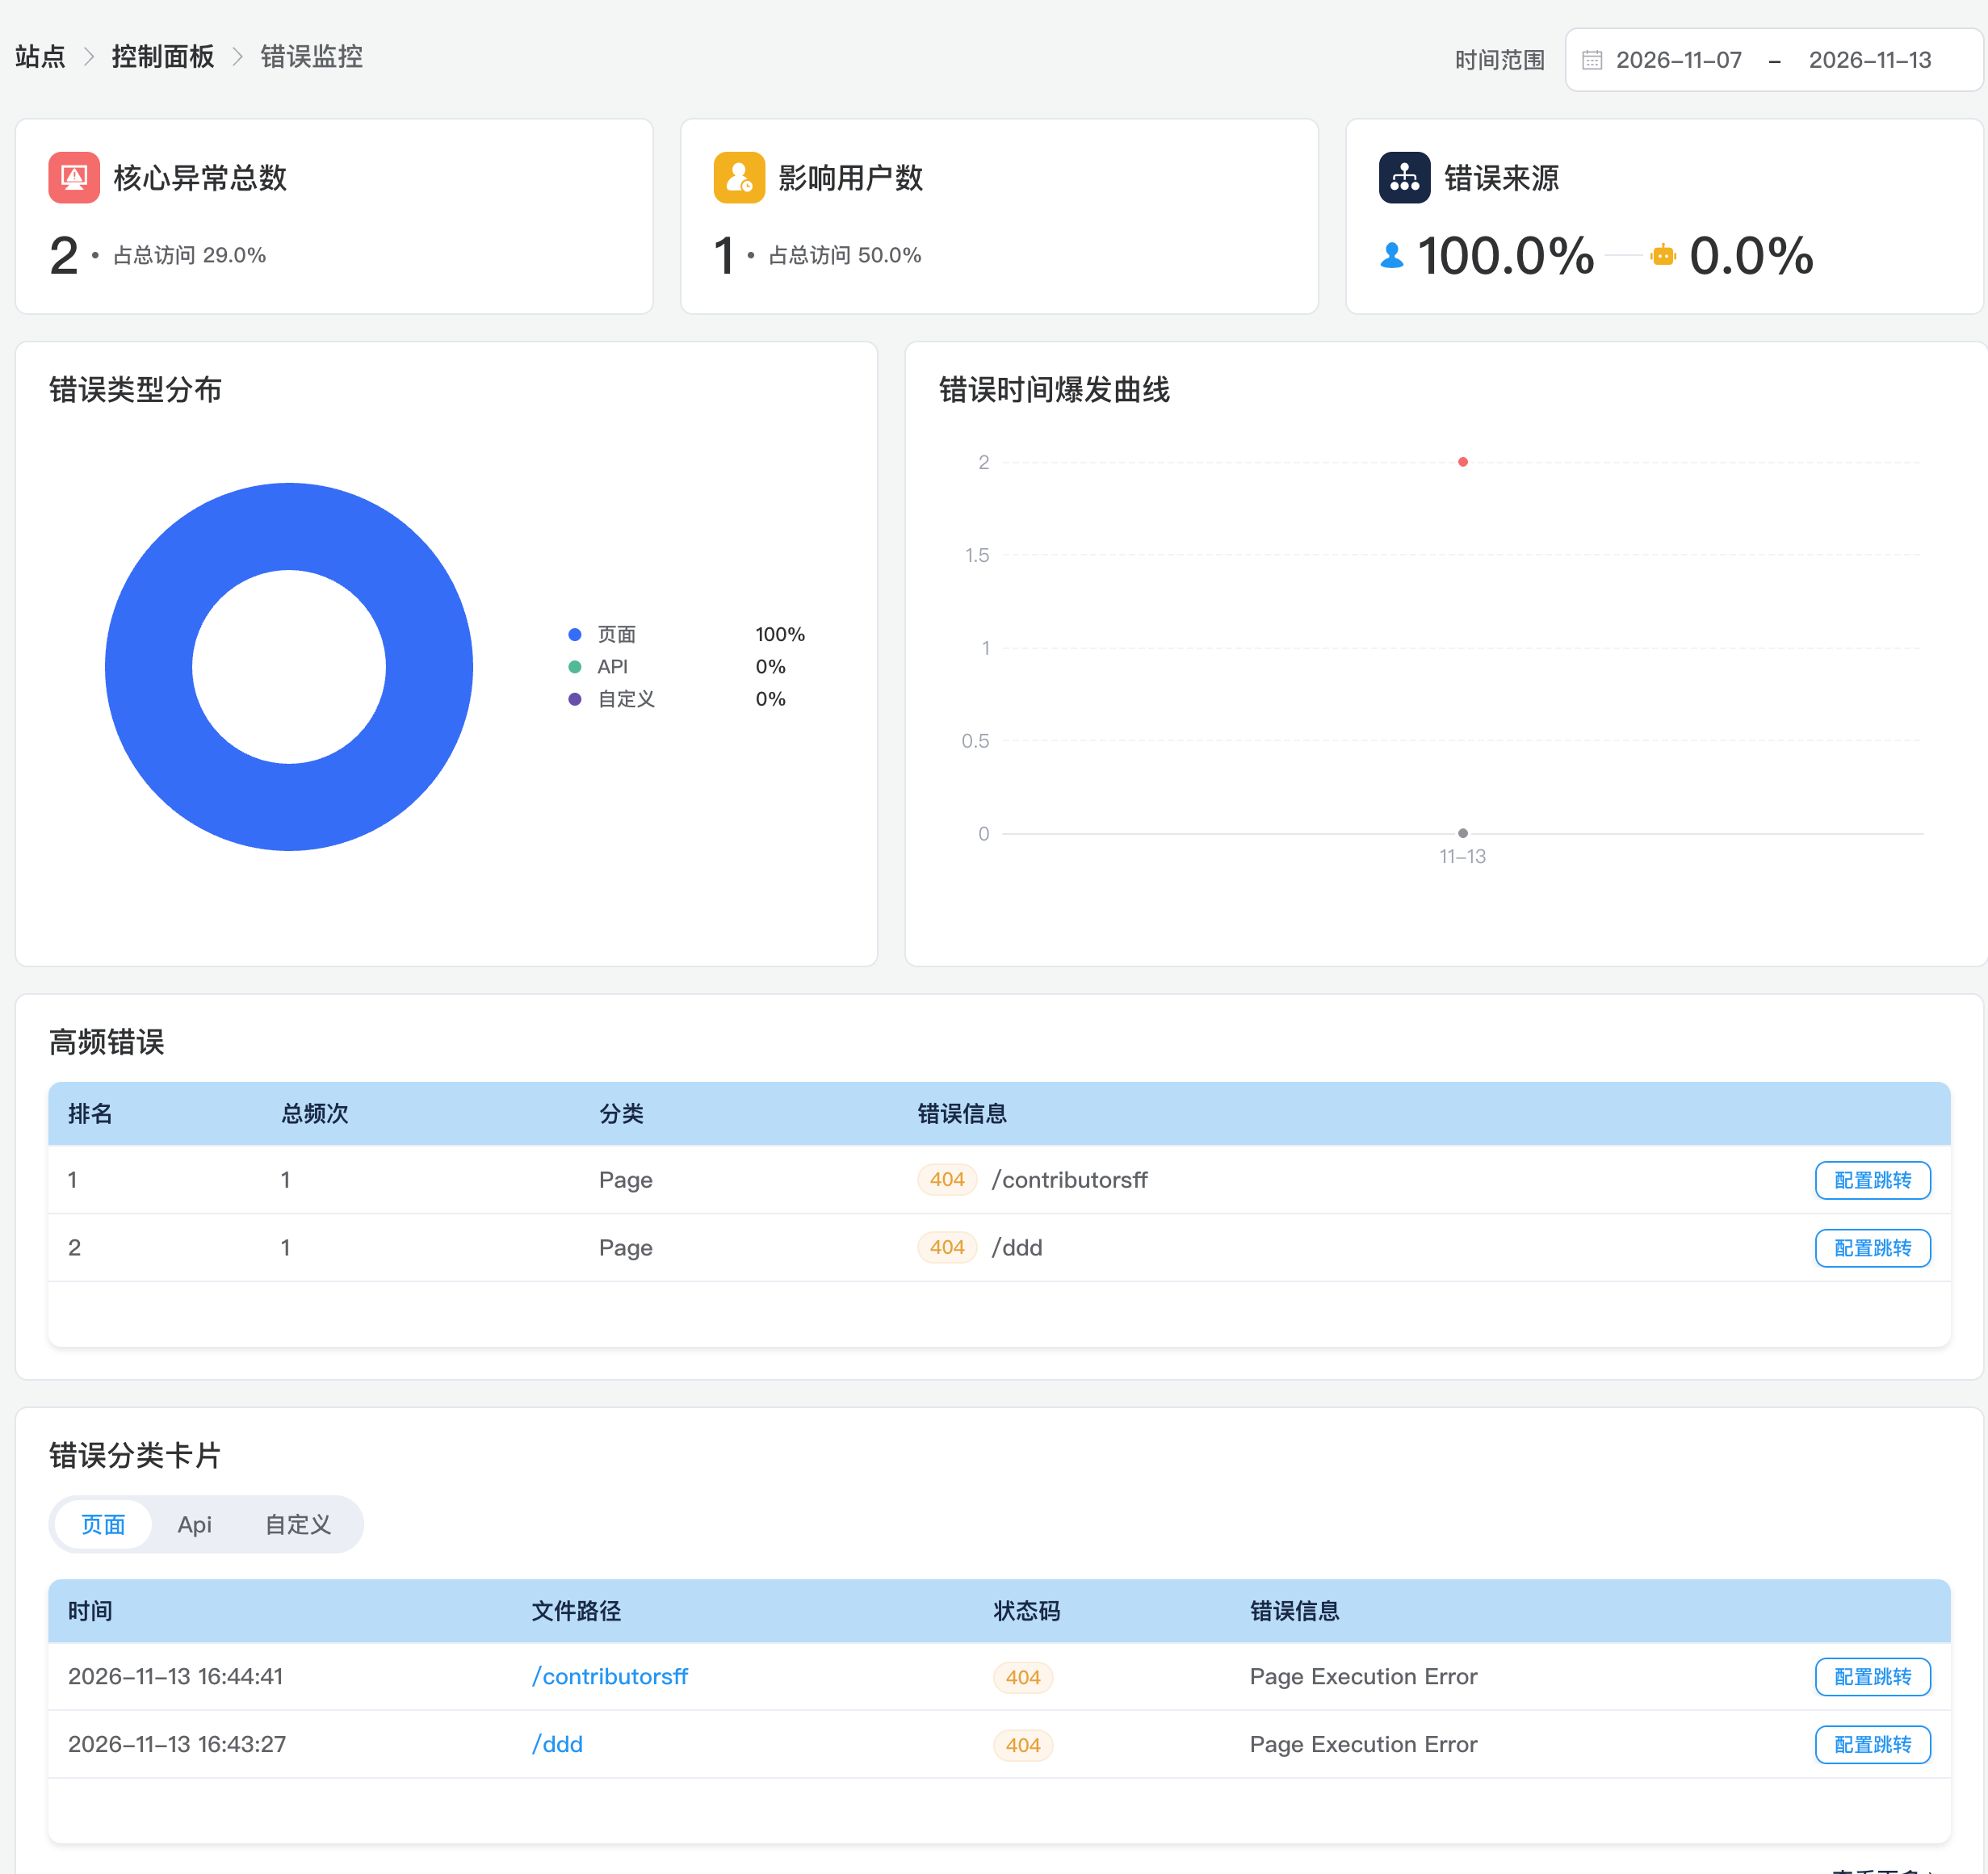 站点 > 控制面板 > 错误监控
时间范围 2026-11-07 - 2026-11-13
核心异常总数
2 · 占总访问 29.0%
影响用户数
1 · 占总访问 50.0%
错误来源
100.0% 0.0%
错误类型分布
页面 100%
API 0%
自定义 0%
错误时间爆发曲线
2
1.5
1
0.5
0
11-13
高频错误
排名 总频次 分类 错误信息
1 1 Page 404 /contributorsff 配置跳转
2 1 Page 404 /ddd 配置跳转
错误分类卡片
页面 Api 自定义
时间 文件路径 状态码 错误信息
2026-11-13 16:44:41 /contributorsff 404 Page Execution Error 配置跳转
2026-11-13 16:43:27 /ddd 404 Page Execution Error 配置跳转